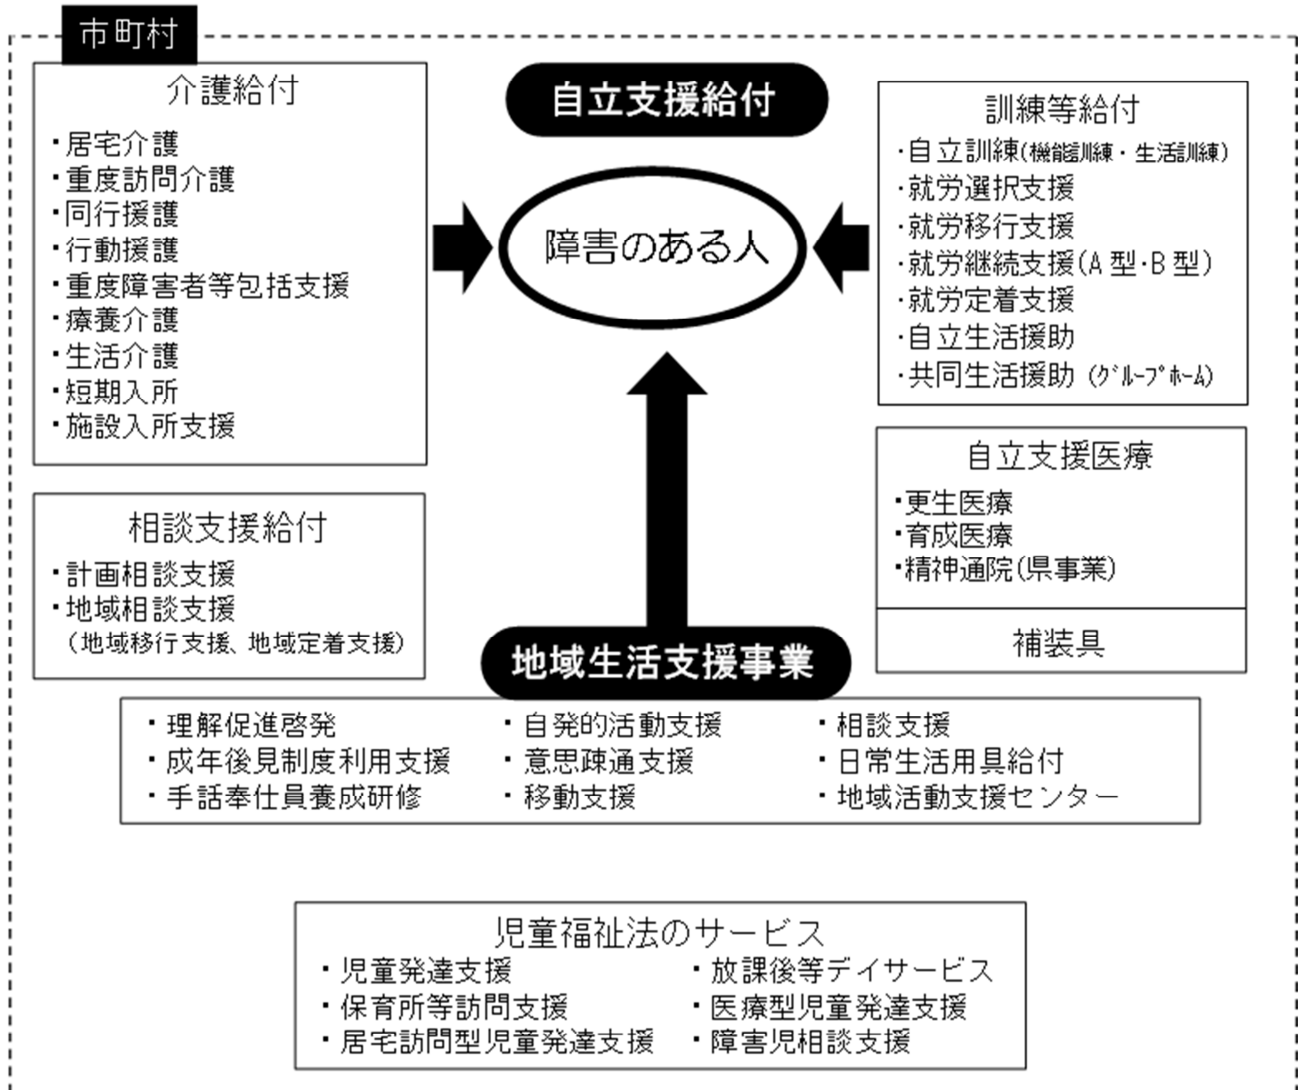 市町村
介護給付
・居宅介護
・重度訪問介護
・同行援護
・行動援護
・重度障害者等包括支援
・療養介護
・生活介護
・短期入所
・施設入所支援
相談支援給付
・計画相談支援
・地域相談支援
（地域移行支援、地域定着支援）
自立支援給付
障害のある人
訓練等給付
・自立訓練(機能訓練・生活訓練)
・就労選択支援
・就労移行支援
・就労継続支援(A型・B型)
・就労定着支援
・自立生活援助
・共同生活援助 (ｸﾞﾙｰﾌﾟﾎｰﾑ)
自立支援医療
・更生医療
・育成医療
・精神通院(県事業)
補装具
地域生活支援事業
・理解促進啓発
・自発的活動支援
・相談支援
・成年後見制度利用支援
・意思疎通支援
・日常生活用具給付
・手話奉仕員養成研修
・移動支援
・地域活動支援センター
児童福祉法のサービス
・児童発達支援
・放課後等デイサービス
・保育所等訪問支援
・医療型児童発達支援
・居宅訪問型児童発達支援
・障害児相談支援